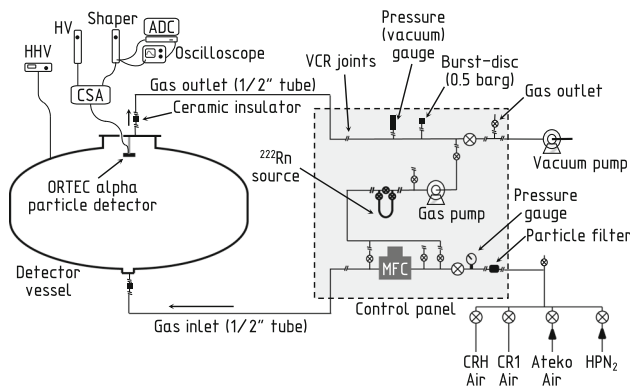 HHV
HV
Shaper
ADC
Oscilloscope
CSA
Gas outlet (1/2" tube)
Ceramic insulator
ORTEC alpha
particle detector
Detector
vessel
Gas inlet (1/2" tube)
VCR joints
Pressure
(vacuum)
gauge
Burst-disc
(0.5 barg)
Gas outlet
Vacuum pump
²²²Rn
source
Gas pump
Pressure
gauge
Particle filter
MFC
Control panel
CRH
Air
CR1
Air
Ateko
Air
HPN₂